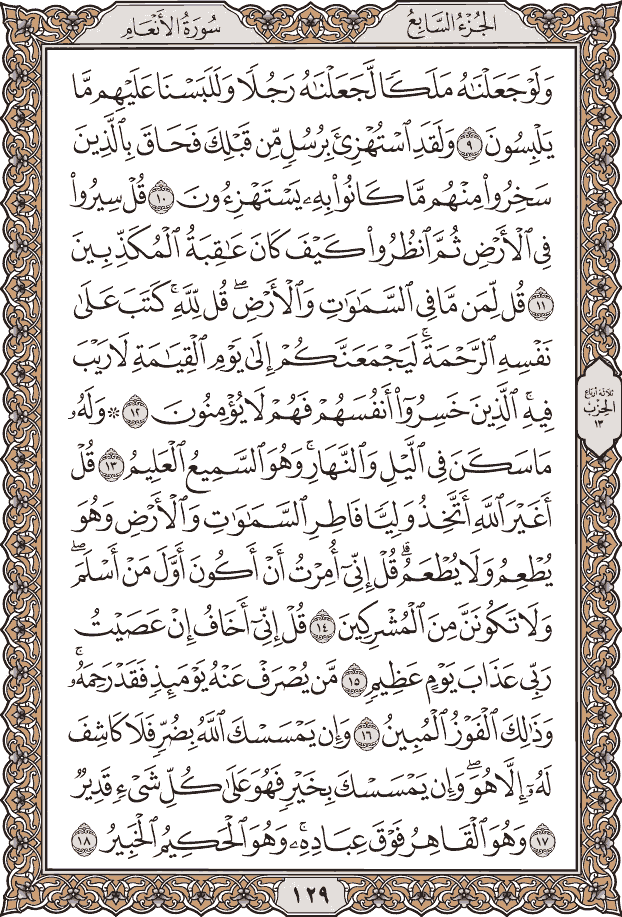 الجُزْءُ السَّابِعُ
سُورَةُ الأَنْعَام
وَلَوْ جَعَلْنَٰهُ مَلَكًا لَّجَعَلْنَٰهُ رَجُلًا وَلَلَبَسْنَا عَلَيْهِم مَّا
يَلْبِسُونَ ٩ وَلَقَدِ ٱسْتُهْزِئَ بِرُسُلٍ مِّن قَبْلِكَ فَحَاقَ بِٱلَّذِينَ
سَخِرُوا۟ مِنْهُم مَّا كَانُوا۟ بِهِۦ يَسْتَهْزِءُونَ ١٠ قُلْ سِيرُوا۟
فِى ٱلْأَرْضِ ثُمَّ ٱنظُرُوا۟ كَيْفَ كَانَ عَٰقِبَةُ ٱلْمُكَذِّبِينَ
١١ قُل لِّمَن مَّا فِى ٱلسَّمَٰوَٰتِ وَٱلْأَرْضِ ۖ قُل لِّلَّهِ ۚ كَتَبَ عَلَىٰ
نَفْسِهِ ٱلرَّحْمَةَ ۚ لَيَجْمَعَنَّكُمْ إِلَىٰ يَوْمِ ٱلْقِيَٰمَةِ لَا رَيْبَ
فِيهِ ۚ ٱلَّذِينَ خَسِرُوٓا۟ أَنفُسَهُمْ فَهُمْ لَا يُؤْمِنُونَ ١٢ ۞ وَلَهُۥ
مَا سَكَنَ فِى ٱلَّيْلِ وَٱلنَّهَارِ ۚ وَهُوَ ٱلسَّمِيعُ ٱلْعَلِيمُ ١٣ قُلْ
أَغَيْرَ ٱللَّهِ أَتَّخِذُ وَلِيًّا فَاطِرِ ٱلسَّمَٰوَٰتِ وَٱلْأَرْضِ وَهُوَ
يُطْعِمُ وَلَا يُطْعَمُ ۗ قُلْ إِنِّىٓ أُمِرْتُ أَنْ أَكُونَ أَوَّلَ مَنْ أَسْلَمَ ۖ
وَلَا تَكُونَنَّ مِنَ ٱلْمُشْرِكِينَ ١٤ قُلْ إِنِّىٓ أَخَافُ إِنْ عَصَيْتُ
رَبِّى عَذَابَ يَوْمٍ عَظِيمٍ ١٥ مَّن يُصْرَفْ عَنْهُ يَوْمَئِذٍ فَقَدْ رَحِمَهُۥ ۚ
وَذَٰلِكَ ٱلْفَوْزُ ٱلْمُبِينُ ١٦ وَإِن يَمْسَسْكَ ٱللَّهُ بِضُرٍّ فَلَا كَاشِفَ
لَهُۥٓ إِلَّا هُوَ ۖ وَإِن يَمْسَسْكَ بِخَيْرٍ فَهُوَ عَلَىٰ كُلِّ شَىْءٍ قَدِيرٌ
١٧ وَهُوَ ٱلْقَاهِرُ فَوْقَ عِبَادِهِۦ ۚ وَهُوَ ٱلْحَكِيمُ ٱلْخَبِيرُ ١٨
ثلاثة أرباع
الحزب
١٣
١٢٩